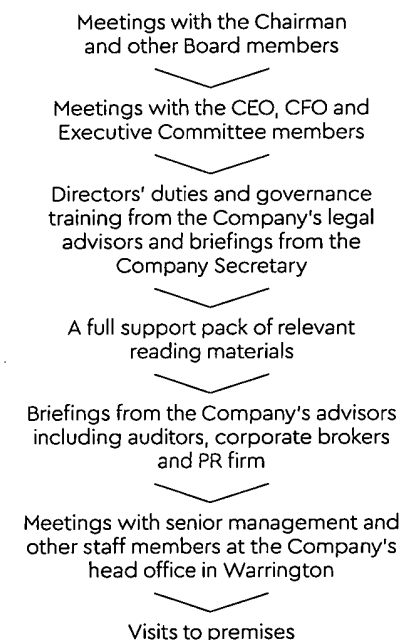 Meetings with the Chairman
and other Board members
Meetings with the CEO, CFO and
Executive Committee members
Directors' duties and governance
training from the Company's legal
advisors and briefings from the
Company Secretary
A full support pack of relevant
reading materials
Briefings from the Company's advisors
including auditors, corporate brokers
and PR firm
Meetings with senior management and
other staff members at the Company's
head office in Warrington
Visits to premises